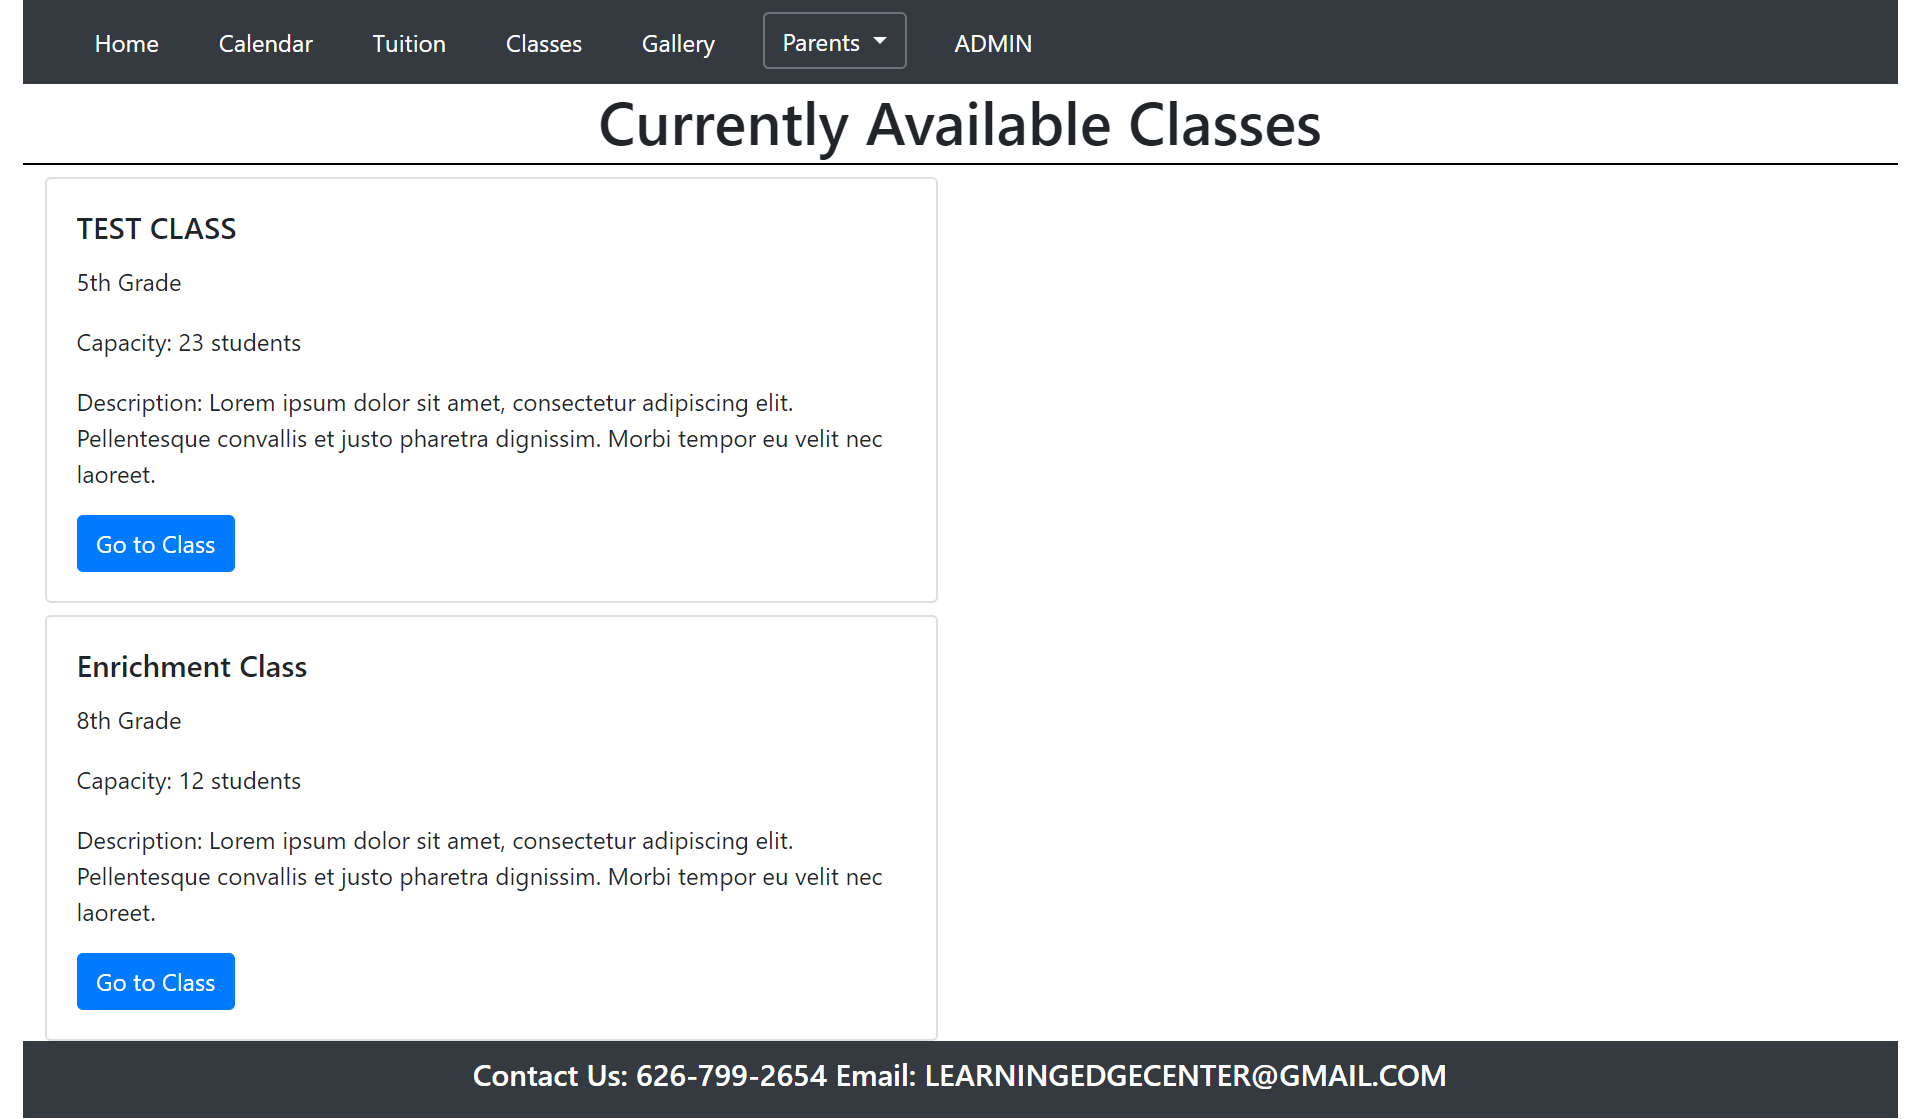 Home Calendar Tuition Classes Gallery Parents ADMIN
Currently Available Classes
TEST CLASS
5th Grade
Capacity: 23 students
Description: Lorem ipsum dolor sit amet, consectetur adipiscing elit.
Pellentesque convallis et justo pharetra dignissim. Morbi tempor eu velit nec
laoreet.
Go to Class
Enrichment Class
8th Grade
Capacity: 12 students
Description: Lorem ipsum dolor sit amet, consectetur adipiscing elit.
Pellentesque convallis et justo pharetra dignissim. Morbi tempor eu velit nec
laoreet.
Go to Class
Contact Us: 626-799-2654 Email: LEARNINGEDGECENTER@GMAIL.COM